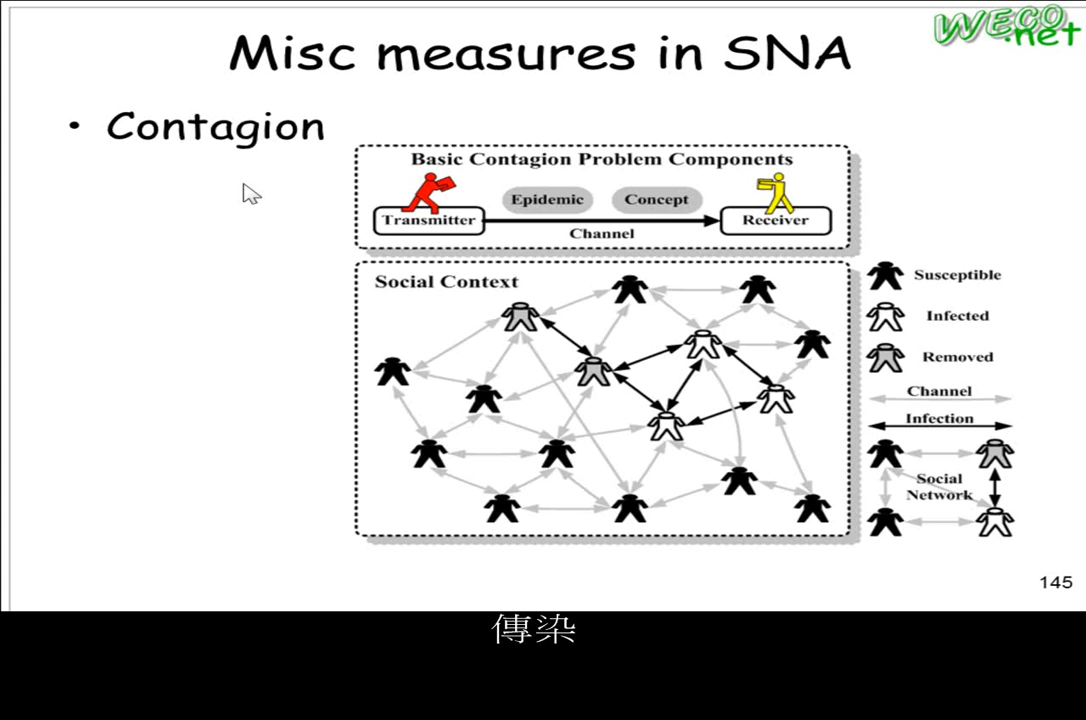 WECO.net
Misc measures in SNA
• Contagion
Basic Contagion Problem Components
Transmitter
Epidemic
Concept
Receiver
Channel
Social Context
Susceptible
Infected
Removed
Channel
Infection
Social
Network
145
傳染